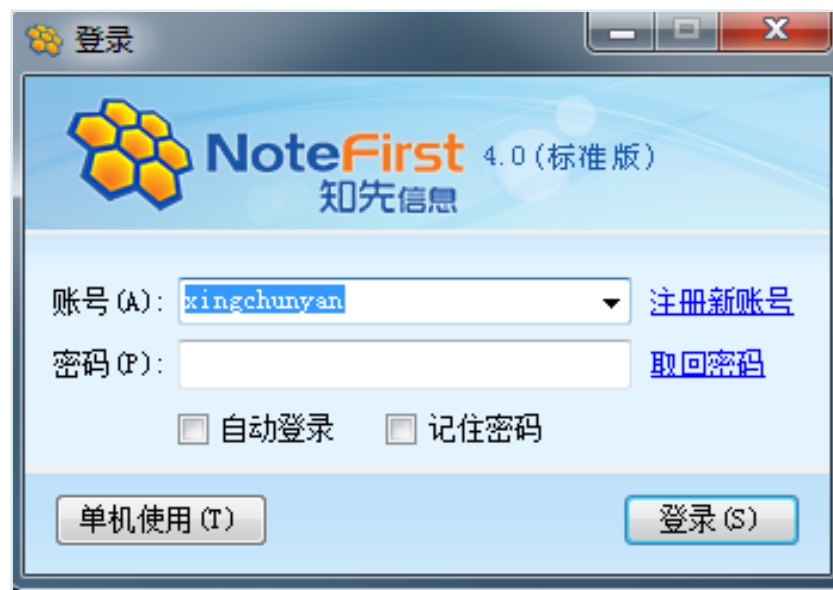 登录
NoteFirst 4.0(标准版)
知先信息
账号(A): xingchunyan 注册新账号
密码(P): 取回密码
自动登录 记住密码
单机使用(T) 登录(S)